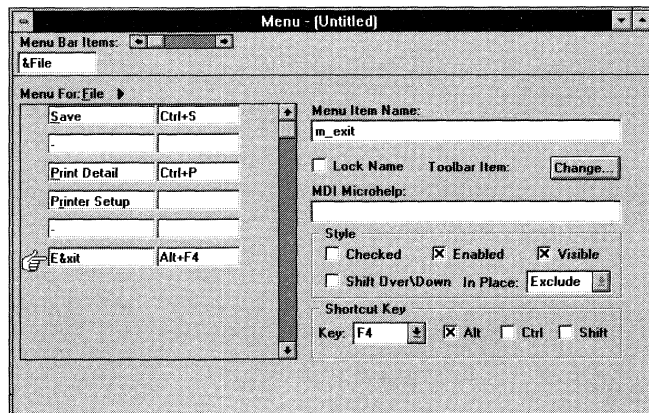 Menu - (Untitled)
Menu Bar Items:
&File
Menu For:File
Save Ctrl+S
-
Print Detail Ctrl+P
Printer Setup
-
E&xit Alt+F4
Menu Item Name:
m_exit
Lock Name Toolbar Item: Change...
MDI Microhelp:
Style
Checked Enabled Visible
Shift Over\Down In Place: Exclude
Shortcut Key
Key: F4 Alt Ctrl Shift